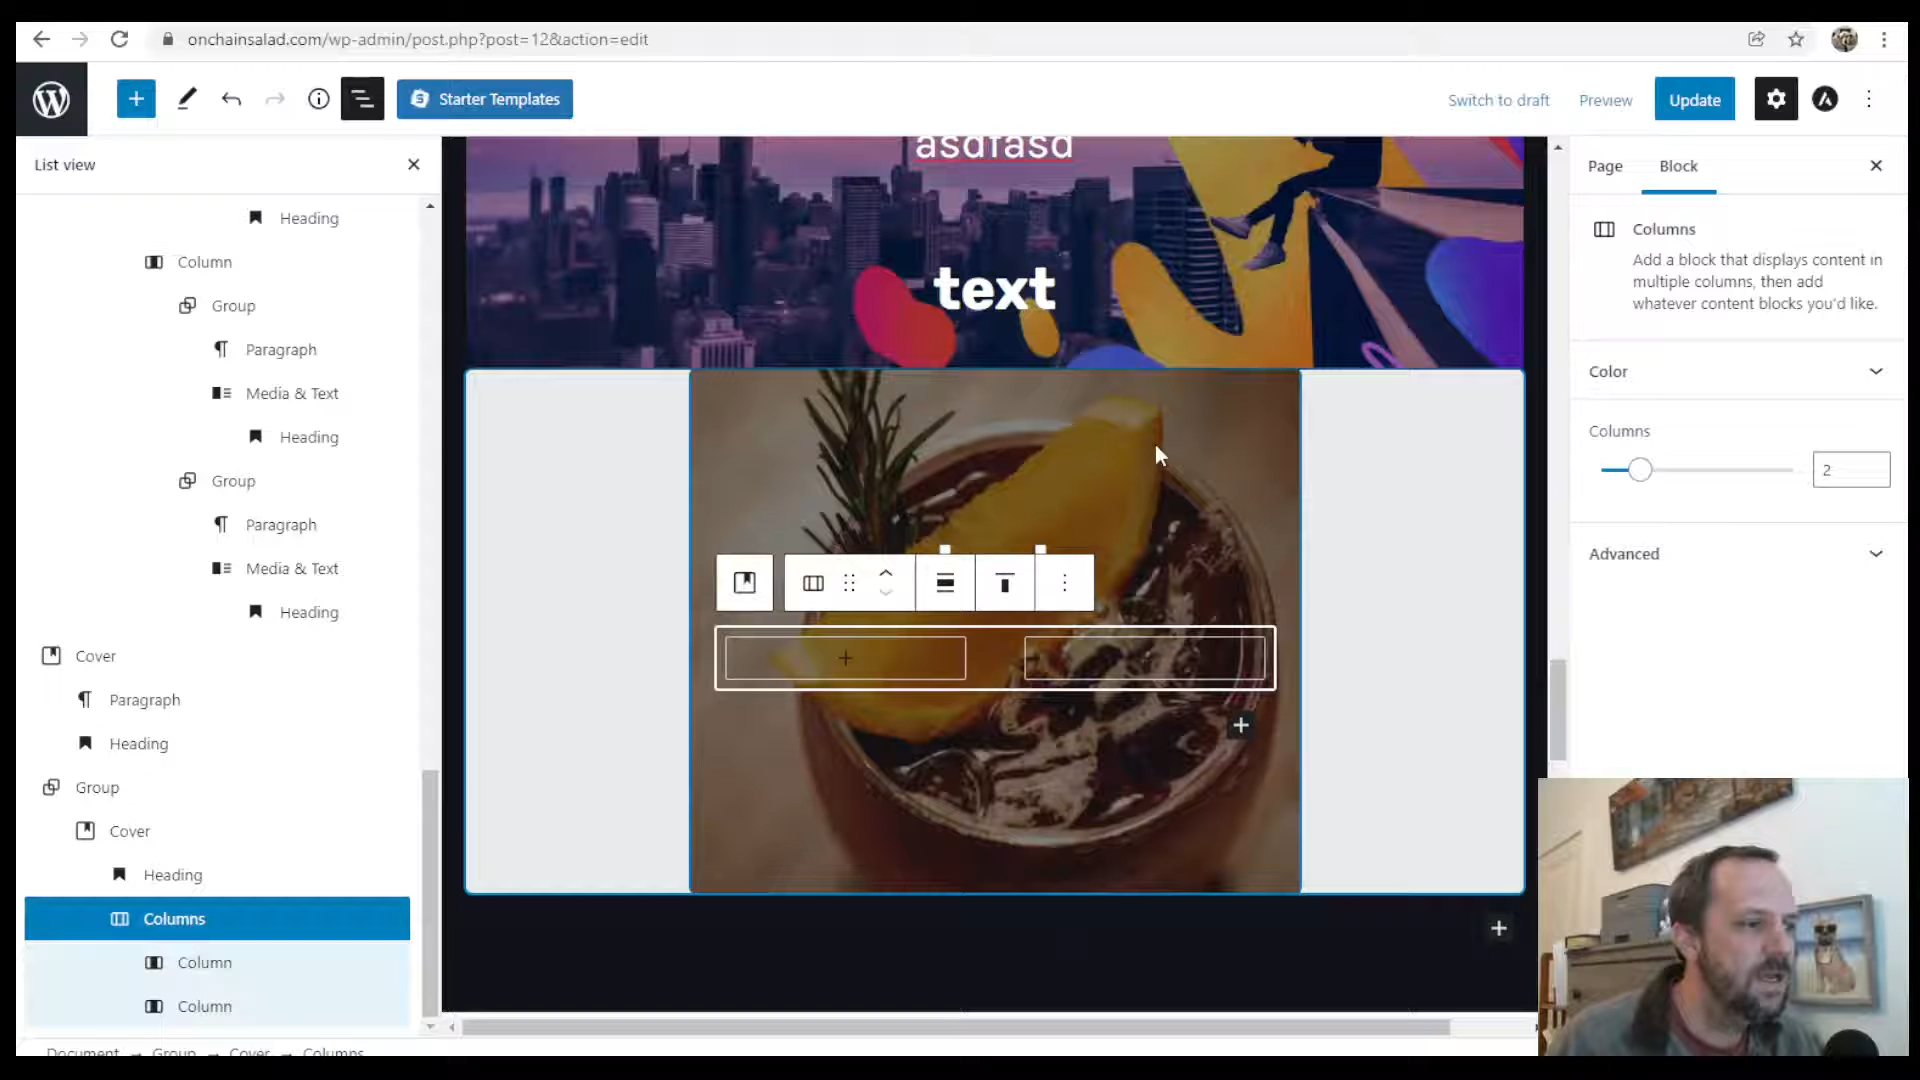 onchainsalad.com/wp-admin/post.php?post=12&action=edit
Starter Templates
Switch to draft
Preview
Update
List view
Heading
Column
Group
Paragraph
Media & Text
Heading
Group
Paragraph
Media & Text
Heading
Cover
Paragraph
Heading
Group
Cover
Heading
Columns
Column
Column
Document → Group → Cover → Columns
asdfasd
text
Page
Block
Columns
Add a block that displays content in
multiple columns, then add
whatever content blocks you'd like.
Color
Columns
2
Advanced